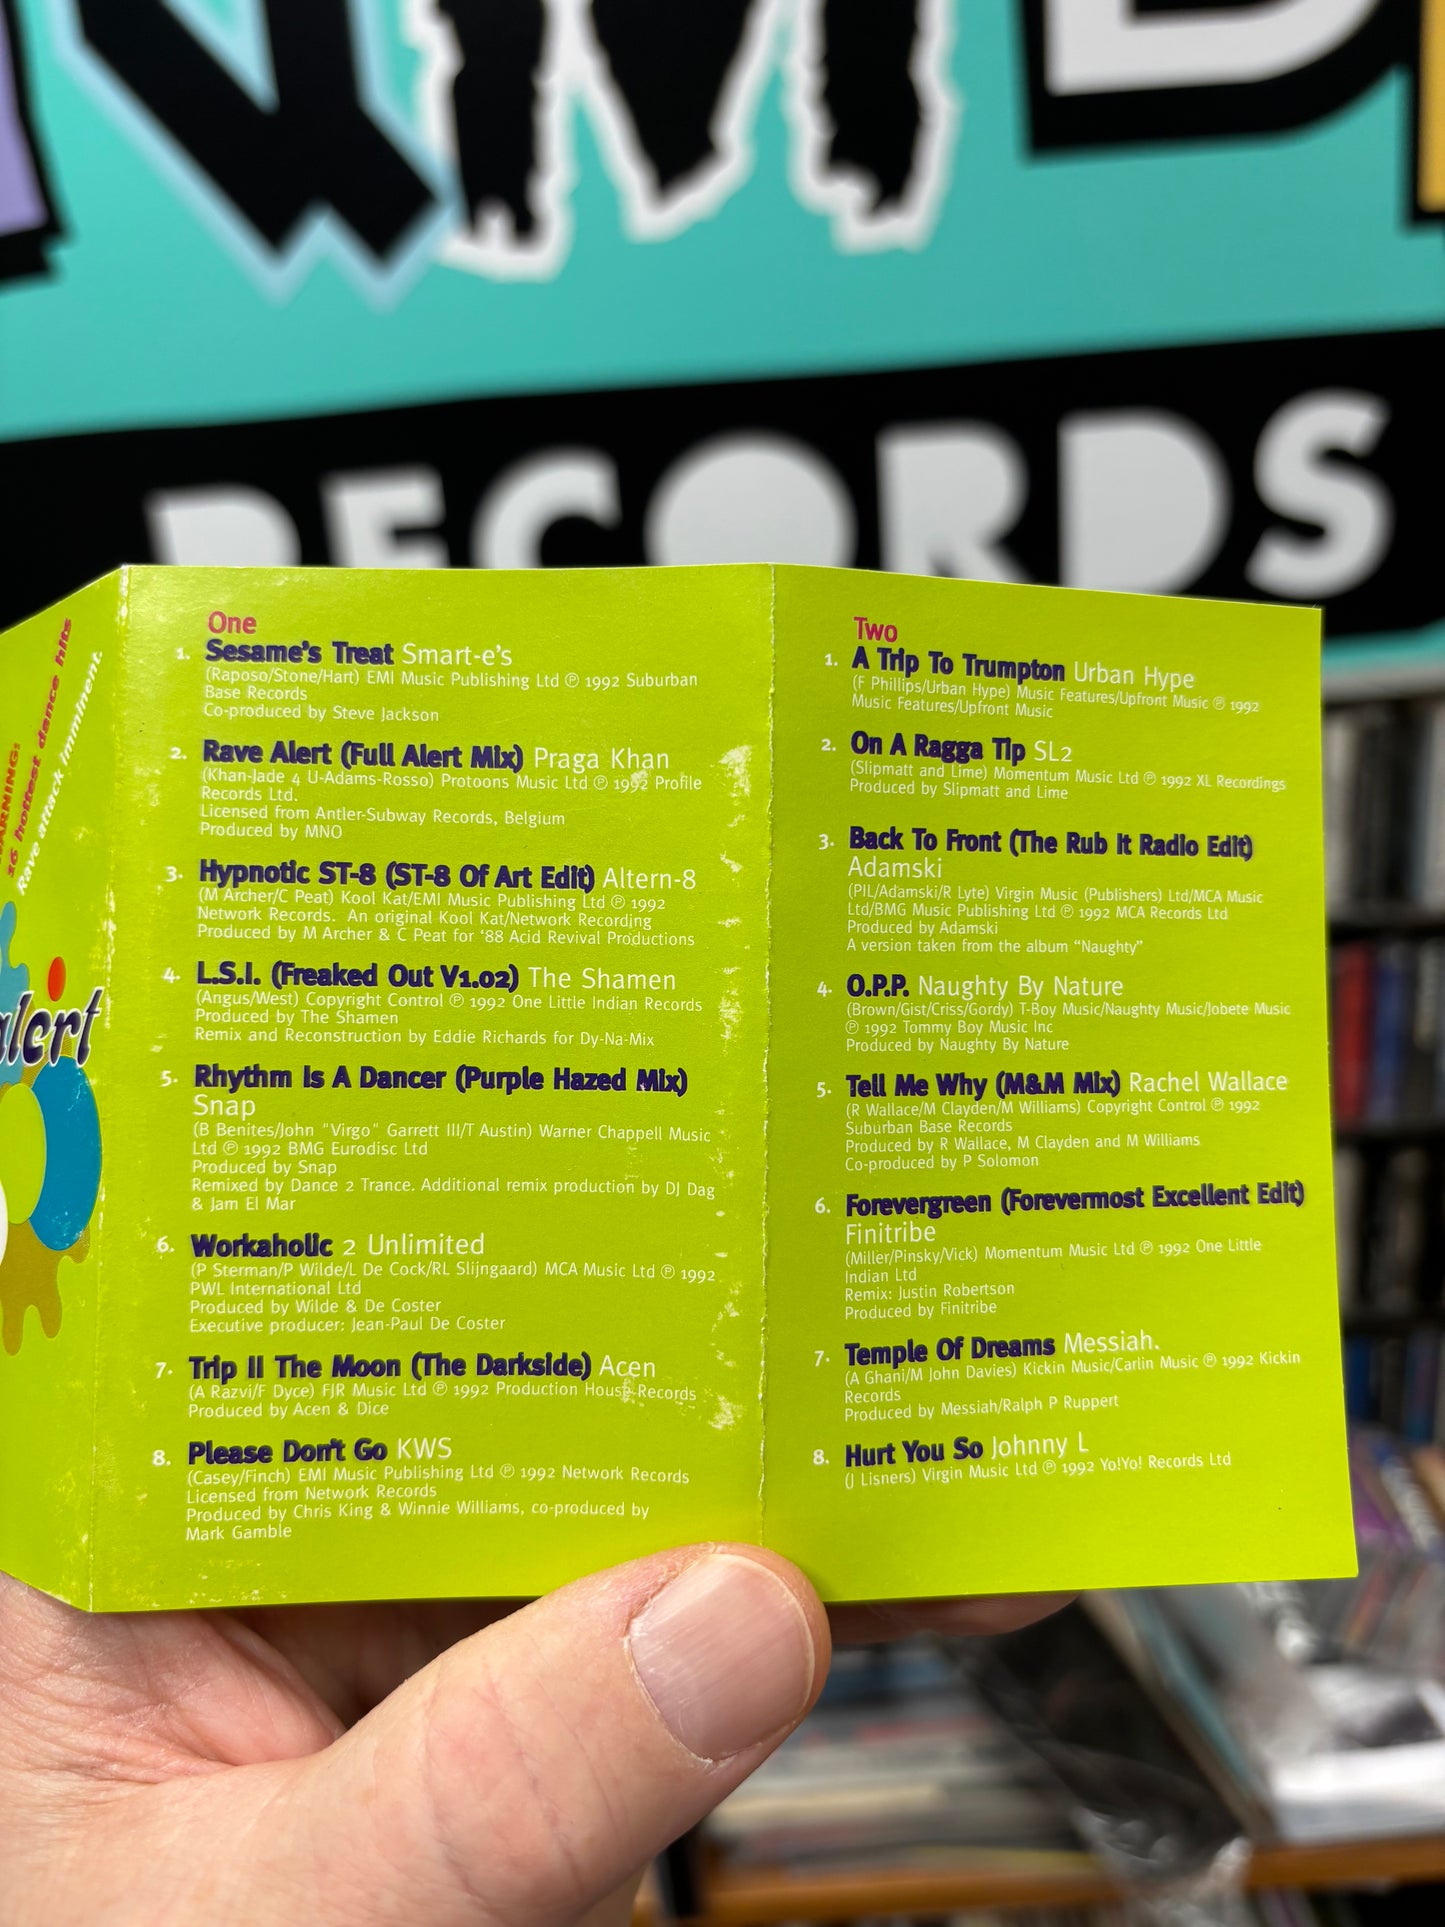 RECORDS
WARNING:
16 hottest dance hits
Rave attack imminent.
alert
One
1. Sesame's Treat Smart-e's
(Raposo/Stone/Hart) EMI Music Publishing Ltd ℗ 1992 Suburban
Base Records
Co-produced by Steve Jackson
2. Rave Alert (Full Alert Mix) Praga Khan
(Khan-Jade 4 U-Adams-Rosso) Protoons Music Ltd ℗ 1992 Profile
Records Ltd.
Licensed from Antler-Subway Records, Belgium
Produced by MNO
3. Hypnotic ST-8 (ST-8 Of Art Edit) Altern-8
(M Archer/C Peat) Kool Kat/EMI Music Publishing Ltd ℗ 1992
Network Records. An original Kool Kat/Network Recording
Produced by M Archer & C Peat for '88 Acid Revival Productions
4. L.S.I. (Freaked Out V1.02) The Shamen
(Angus/West) Copyright Control ℗ 1992 One Little Indian Records
Produced by The Shamen
Remix and Reconstruction by Eddie Richards for Dy-Na-Mix
5. Rhythm Is A Dancer (Purple Hazed Mix)
Snap
(B Benites/John "Virgo" Garrett III/T Austin) Warner Chappell Music
Ltd ℗ 1992 BMG Eurodisc Ltd
Produced by Snap
Remixed by Dance 2 Trance. Additional remix production by DJ Dag
& Jam El Mar
6. Workaholic 2 Unlimited
(P Sterman/P Wilde/L De Cock/RL Slijngaard) MCA Music Ltd ℗ 1992
PWL International Ltd
Produced by Wilde & De Coster
Executive producer: Jean-Paul De Coster
7. Trip II The Moon (The Darkside) Acen
(A Razvi/F Dyce) FJR Music Ltd ℗ 1992 Production House Records
Produced by Acen & Dice
8. Please Don't Go KWS
(Casey/Finch) EMI Music Publishing Ltd ℗ 1992 Network Records
Licensed from Network Records
Produced by Chris King & Winnie Williams, co-produced by
Mark Gamble
Two
1. A Trip To Trumpton Urban Hype
(F Phillips/Urban Hype) Music Features/Upfront Music ℗ 1992
Music Features/Upfront Music
2. On A Ragga Tip SL2
(Slipmatt and Lime) Momentum Music Ltd ℗ 1992 XL Recordings
Produced by Slipmatt and Lime
3. Back To Front (The Rub It Radio Edit)
Adamski
(PIL/Adamski/R Lyte) Virgin Music (Publishers) Ltd/MCA Music
Ltd/BMG Music Publishing Ltd ℗ 1992 MCA Records Ltd
Produced by Adamski
A version taken from the album "Naughty"
4. O.P.P. Naughty By Nature
(Brown/Gist/Criss/Gordy) T-Boy Music/Naughty Music/Jobete Music
℗ 1992 Tommy Boy Music Inc
Produced by Naughty By Nature
5. Tell Me Why (M&M Mix) Rachel Wallace
(R Wallace/M Clayden/M Williams) Copyright Control ℗ 1992
Suburban Base Records
Produced by R Wallace, M Clayden and M Williams
Co-produced by P Solomon
6. Forevergreen (Forevermost Excellent Edit)
Finitribe
(Miller/Pinsky/Vick) Momentum Music Ltd ℗ 1992 One Little
Indian Ltd
Remix: Justin Robertson
Produced by Finitribe
7. Temple Of Dreams Messiah.
(A Ghani/M John Davies) Kickin Music/Carlin Music ℗ 1992 Kickin
Records
Produced by Messiah/Ralph P Ruppert
8. Hurt You So Johnny L
(J Lisners) Virgin Music Ltd ℗ 1992 Yo!Yo! Records Ltd